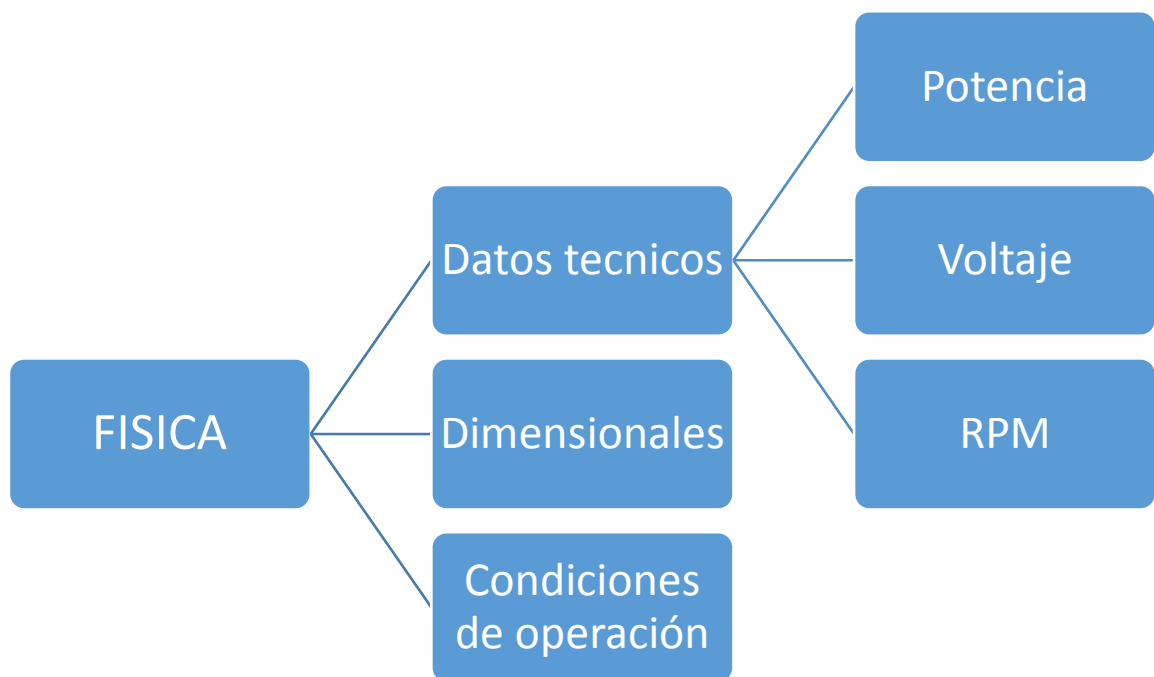 Potencia
Datos tecnicos
Voltaje
FISICA
Dimensionales
RPM
Condiciones
de operación